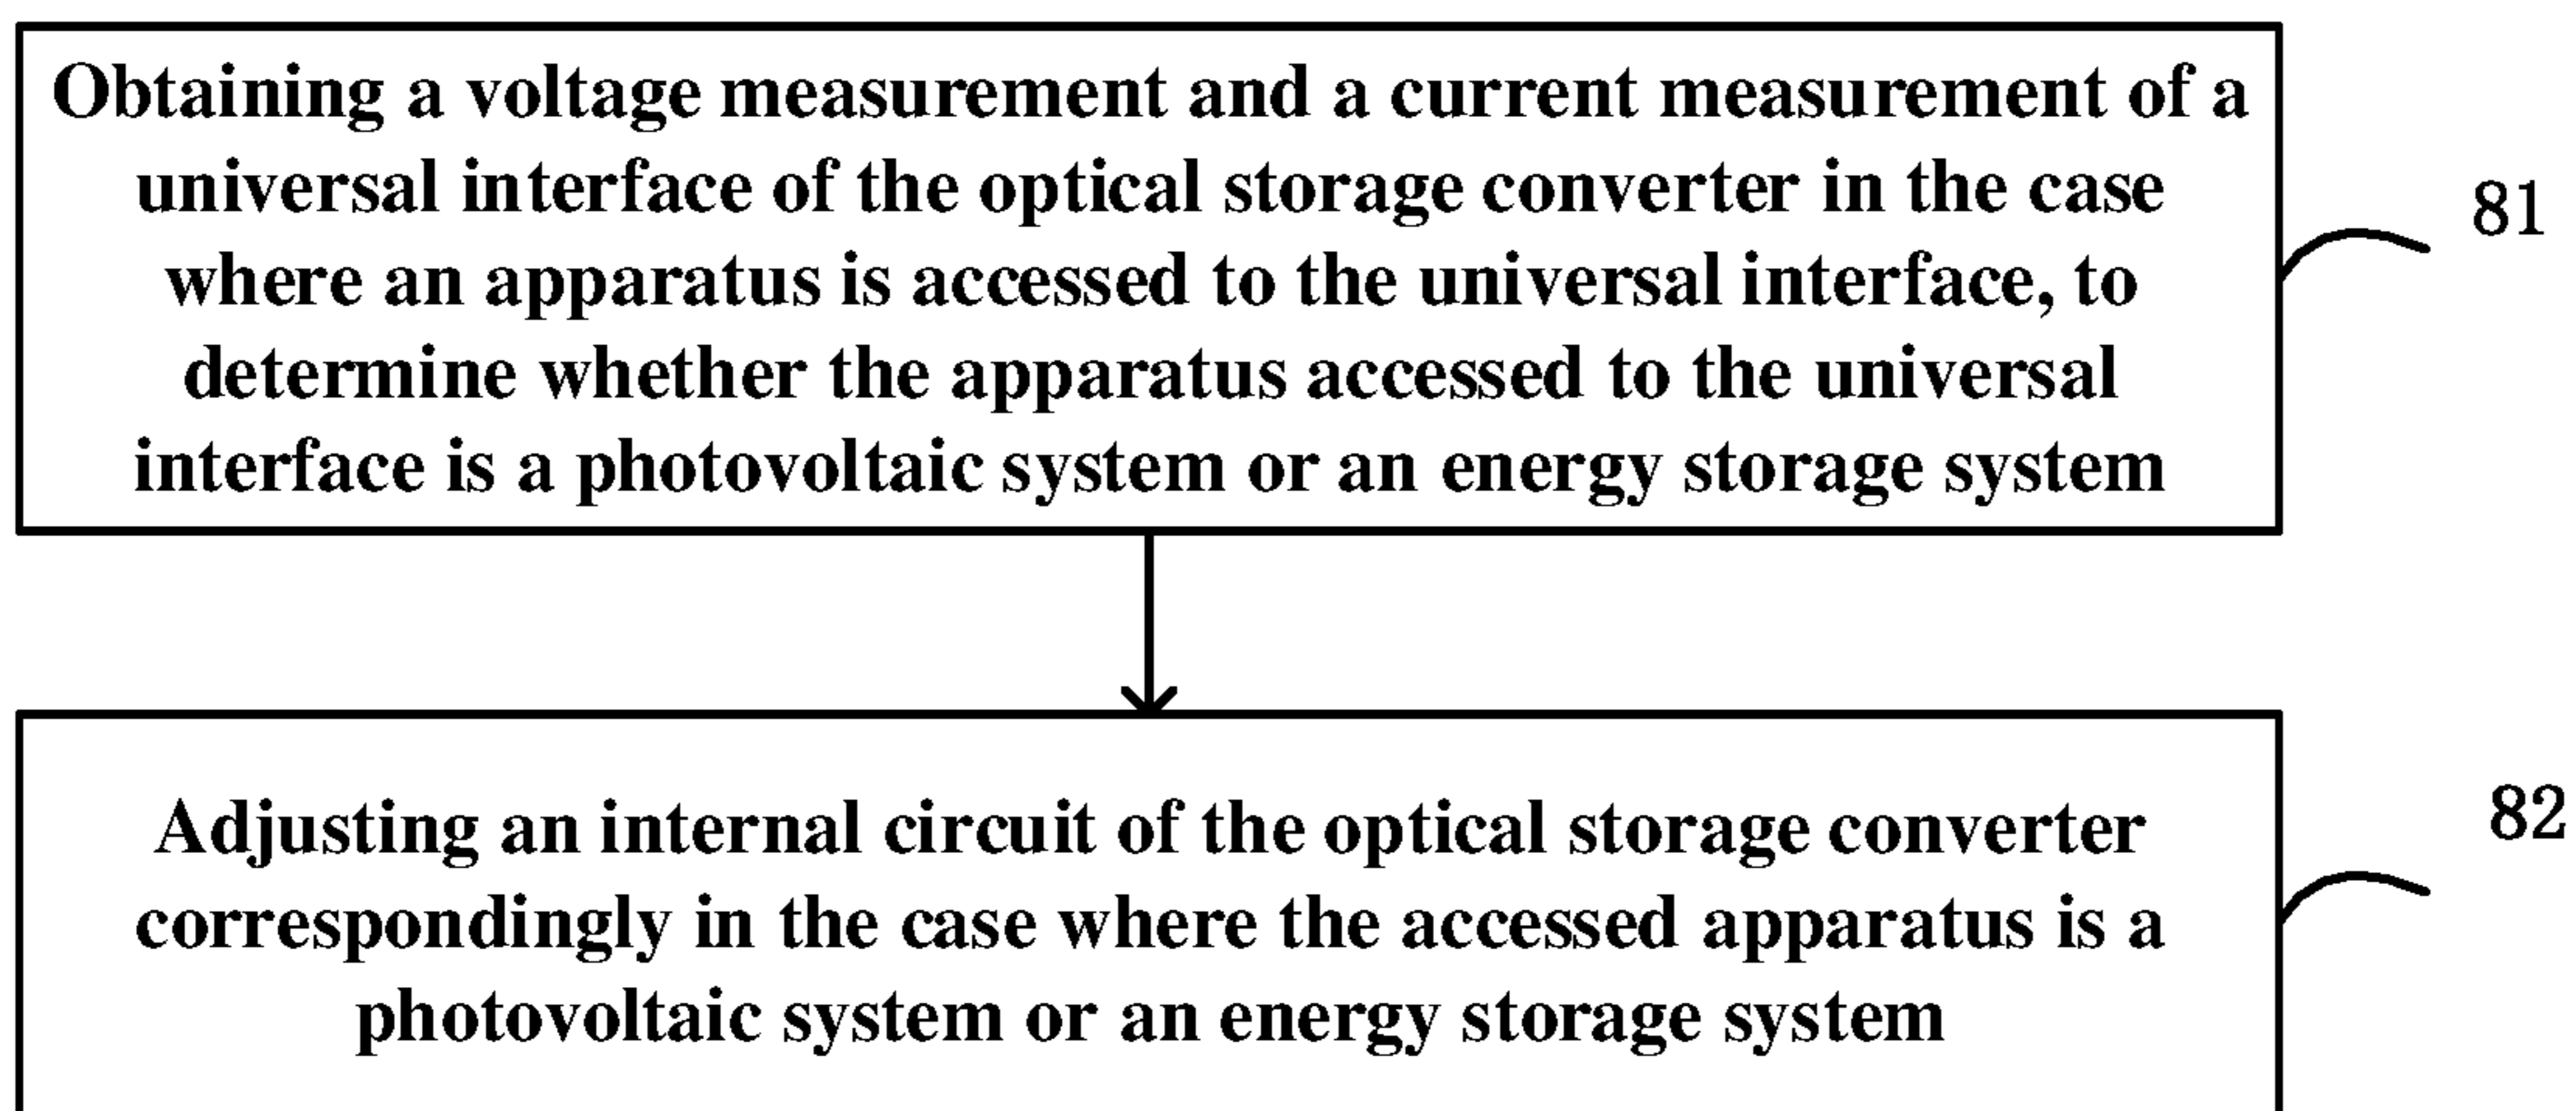 Obtaining a voltage measurement and a current measurement of a
universal interface of the optical storage converter in the case
where an apparatus is accessed to the universal interface, to
determine whether the apparatus accessed to the universal
interface is a photovoltaic system or an energy storage system
81
Adjusting an internal circuit of the optical storage converter
correspondingly in the case where the accessed apparatus is a
photovoltaic system or an energy storage system
82